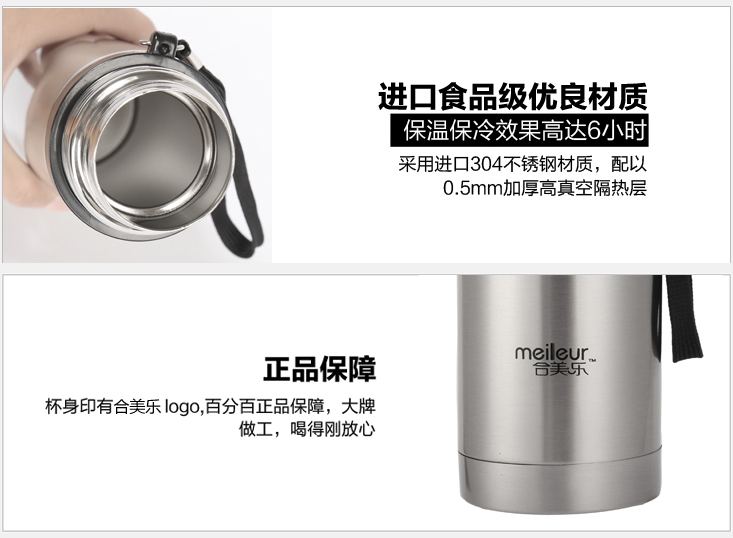 进口食品级优良材质
保温保冷效果高达6小时
采用进口304不锈钢材质，配以
0.5mm加厚高真空隔热层
正品保障
杯身印有合美乐 logo,百分百正品保障，大牌
做工，喝得刚放心
meileur™
合美乐